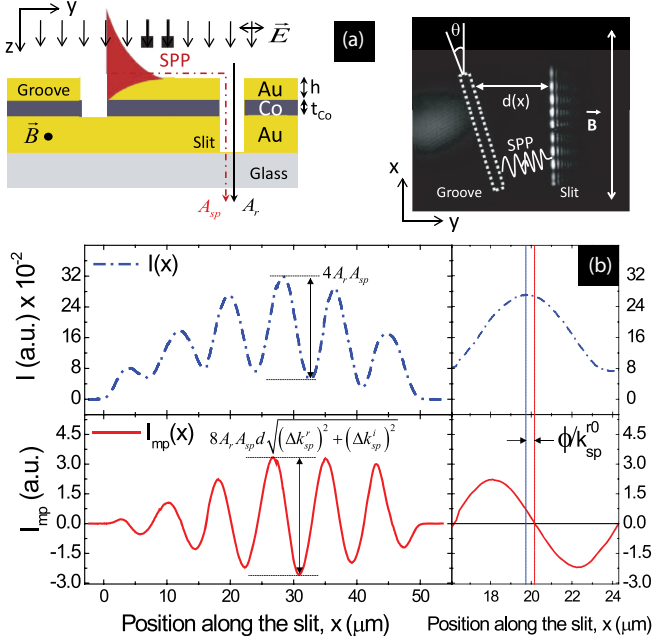 y
z
E
(a)
SPP
Groove
Au
h
Co
t_Co
B
Slit
Au
Glass
A_sp
A_r
θ
d(x)
B
SPP
x
y
Groove
Slit
(b)
I (a.u.) x 10^-2
32
24
16
8
0
I(x)
4 A_r A_sp
32
24
16
8
0
I_mp (a.u.)
4.5
3.0
1.5
0.0
-1.5
-3.0
I_mp(x)
8 A_r A_sp d √((Δk_sp^r)^2 + (Δk_sp^i)^2)
ϕ/k_sp^r0
4.5
3.0
1.5
0.0
-1.5
-3.0
0 10 20 30 40 50
18 20 22 24
Position along the slit, x (μm)
Position along the slit, x (μm)